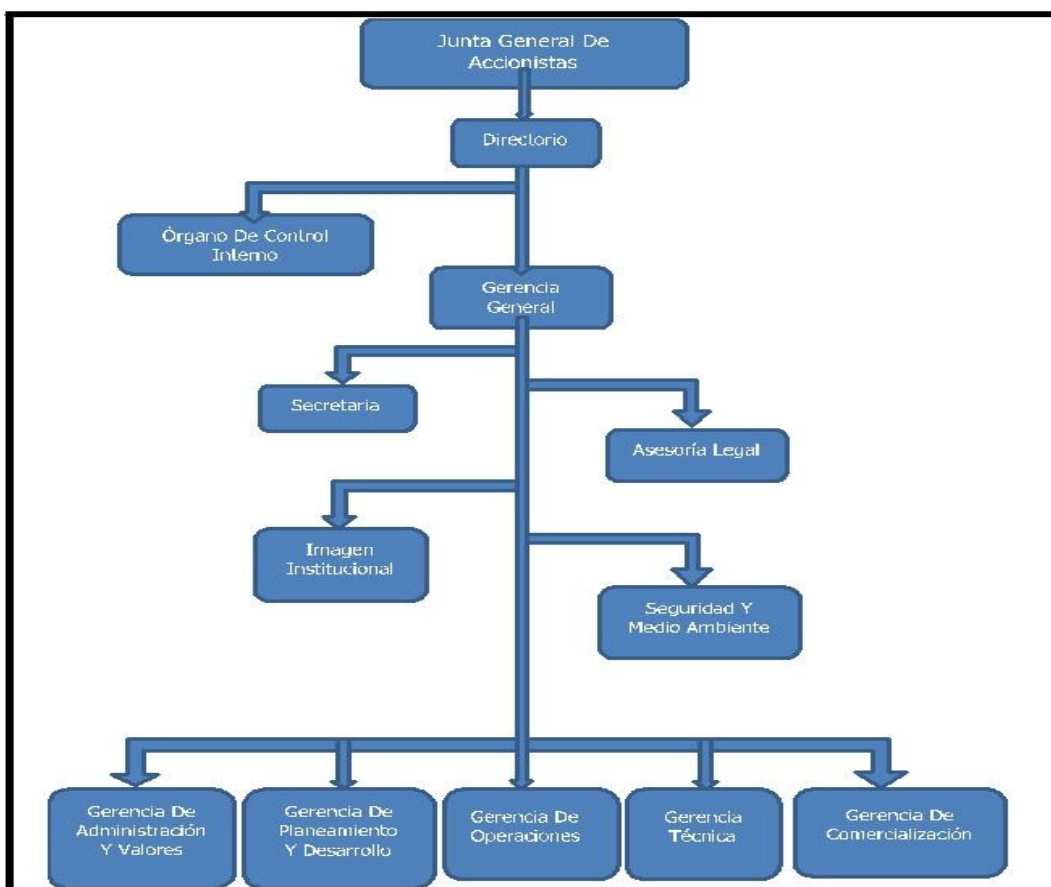 Junta General De
Accionistas
Directorio
Órgano De Control
Interno
Gerencia
General
Secretaria
Asesoría Legal
Imagen
Institucional
Seguridad Y
Medio Ambiente
Gerencia De
Administración
Y Valores
Gerencia De
Planeamiento
Y Desarrollo
Gerencia De
Operaciones
Gerencia
Técnica
Gerencia De
Comercialización